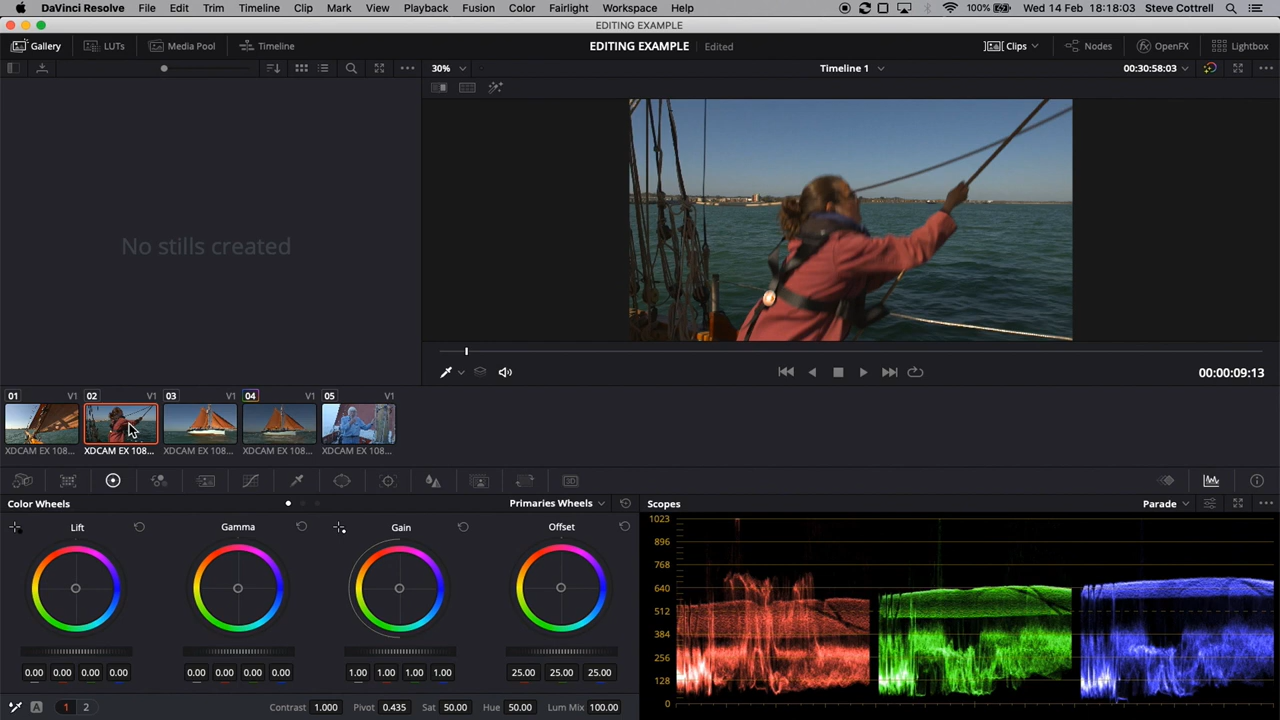 DaVinci Resolve File Edit Trim Timeline Clip Mark View Playback Fusion Color Fairlight Workspace Help 100% Wed 14 Feb 18:18:03 Steve Cottrell
EDITING EXAMPLE
Gallery LUTs Media Pool Timeline EDITING EXAMPLE Edited Clips Nodes OpenFX Lightbox
30% Timeline 1 00:30:58:03
No stills created
00:00:09:13
01 V1 02 V1 03 V1 04 V1 05 V1
XDCAM EX 108... XDCAM EX 108... XDCAM EX 108... XDCAM EX 108... XDCAM EX 108...
Color Wheels Primaries Wheels Scopes Parade
Lift Gamma Gain Offset
1023
896
768
640
512
384
256
128
0
0.00 0.00 0.00 0.00 0.00 0.00 0.00 0.00 1.00 1.00 1.00 1.00 25.00 25.00 25.00
A 1 2 Contrast 1.000 Pivot 0.435 Sat 50.00 Hue 50.00 Lum Mix 100.00